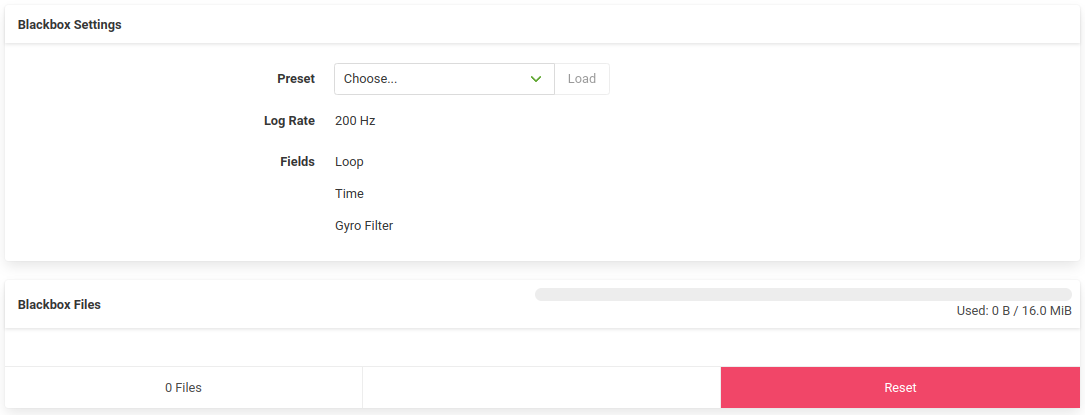 Blackbox Settings
Preset Choose... Load
Log Rate 200 Hz
Fields Loop
Time
Gyro Filter
Blackbox Files
Used: 0 B / 16.0 MiB
0 Files Reset